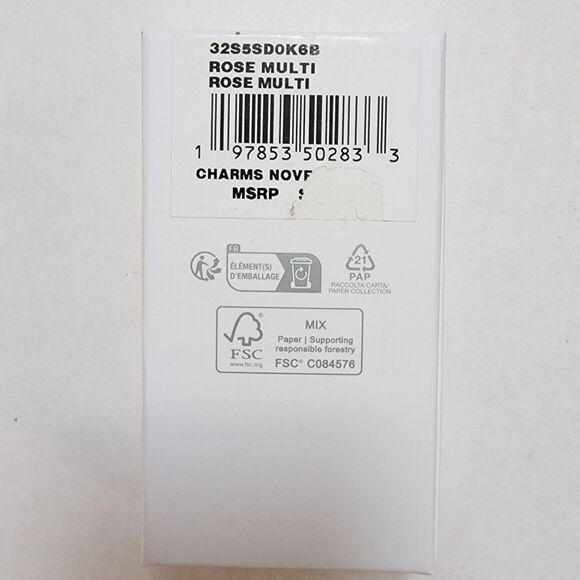 32S5SD0K6B
ROSE MULTI
ROSE MULTI
1 97853 50283 3
CHARMS
MSRP
FR
ÉLÉMENT(S)
D'EMBALLAGE
21
PAP
RACCOLTA CARTA/
PAPER COLLECTION
FSC
www.fsc.org
MIX
Paper | Supporting
responsible forestry
FSC® C084576